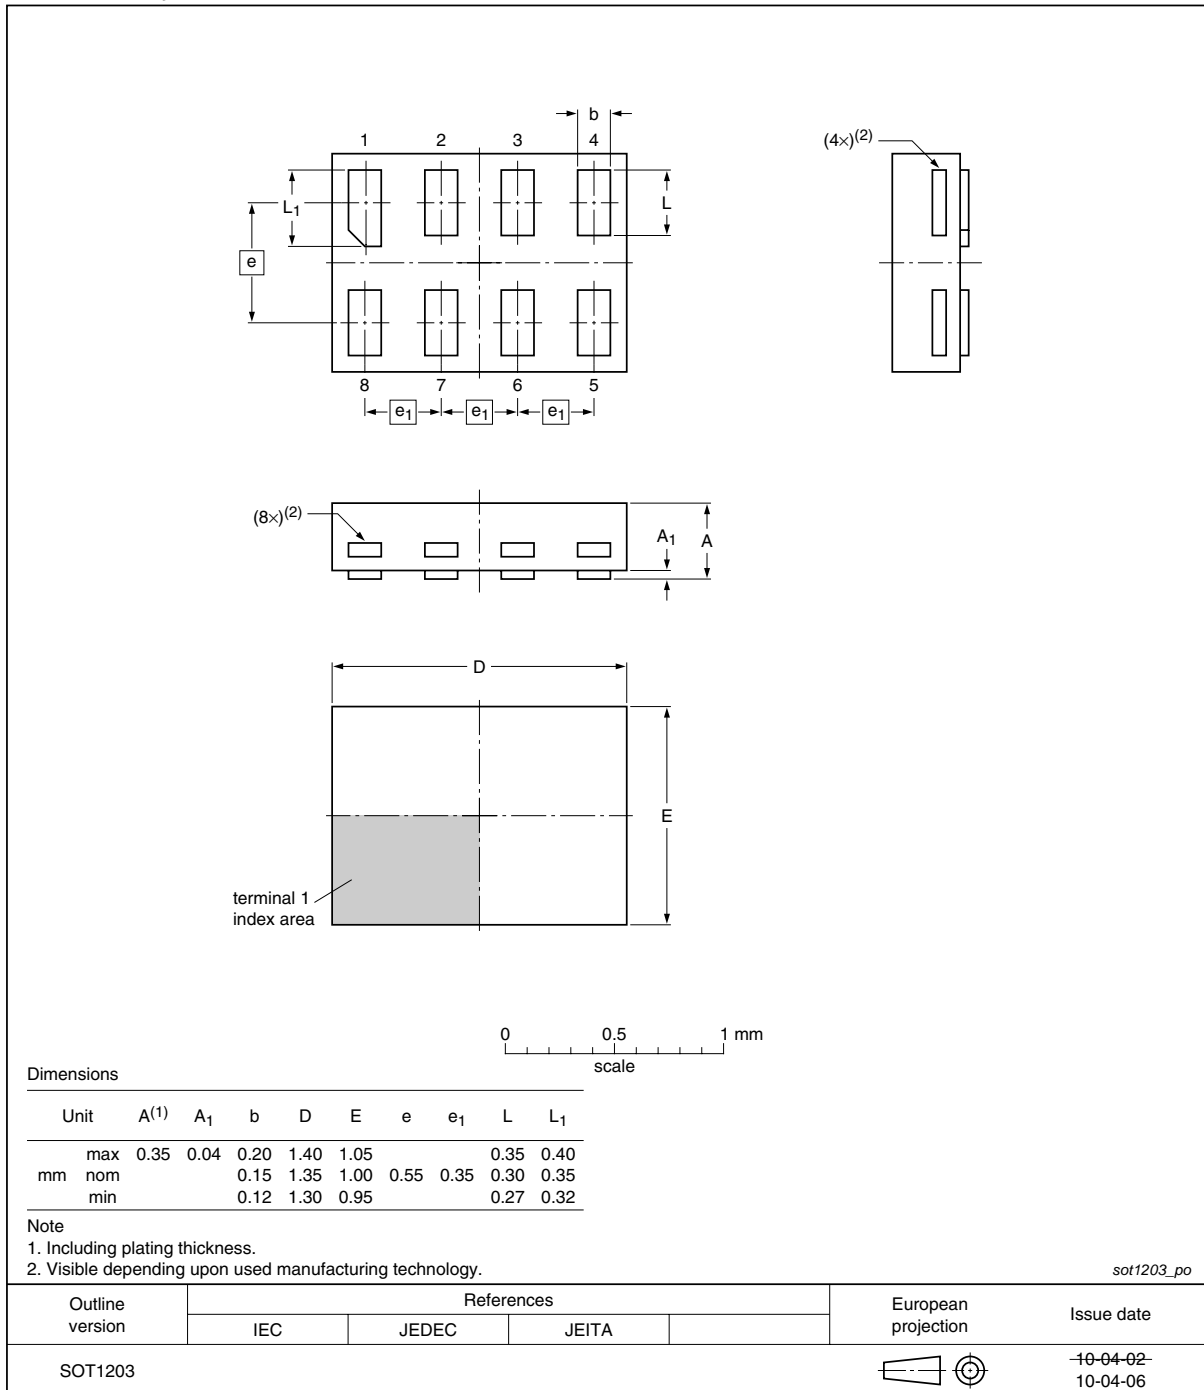 1 2 3 4
b
(4×)(2)
L1
L
e
8 7 6 5
e1 e1 e1
(8×)(2)
A1
A
D
E
terminal 1
index area
0 0.5 1 mm
scale
Dimensions
Unit A(1) A1 b D E e e1 L L1
max 0.35 0.04 0.20 1.40 1.05 0.35 0.40
mm nom 0.15 1.35 1.00 0.55 0.35 0.30 0.35
min 0.12 1.30 0.95 0.27 0.32
Note
1. Including plating thickness.
2. Visible depending upon used manufacturing technology.
sot1203_po
Outline
version
References
IEC JEDEC JEITA
European
projection
Issue date
SOT1203
10-04-02
10-04-06